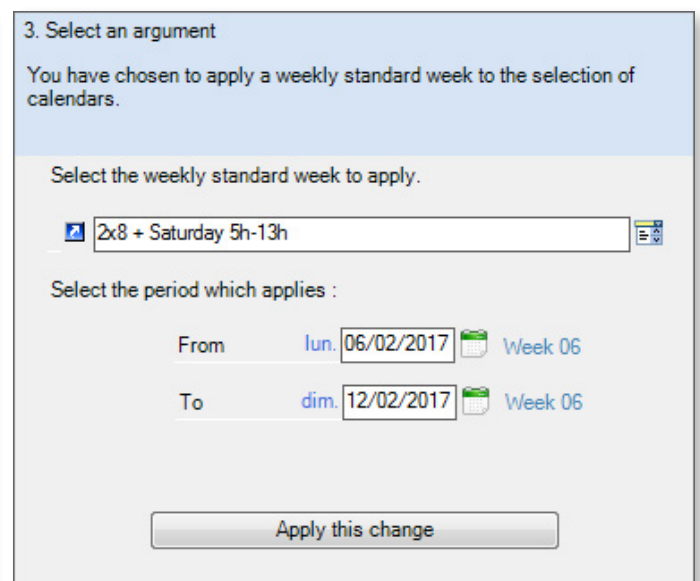 3. Select an argument
You have chosen to apply a weekly standard week to the selection of
calendars.
Select the weekly standard week to apply.
2x8 + Saturday 5h-13h
Select the period which applies :
From lun. 06/02/2017 Week 06
To dim. 12/02/2017 Week 06
Apply this change